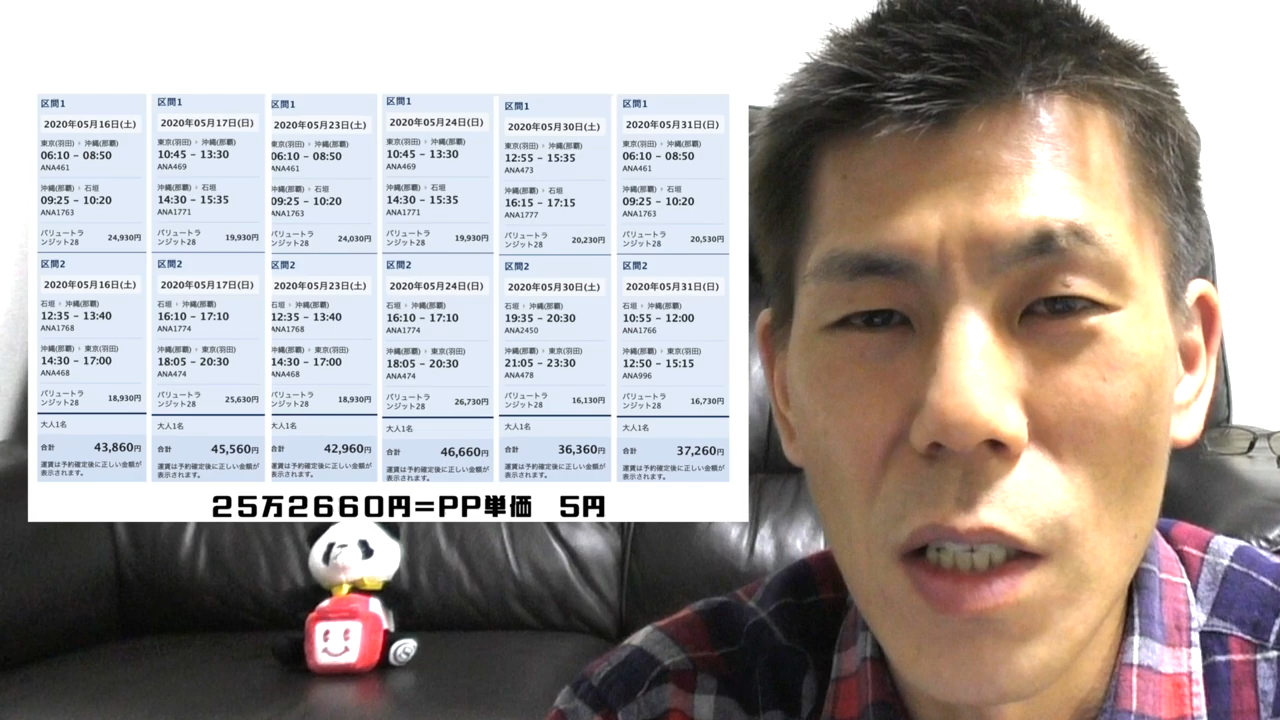 区間1
2020年05月16日(土)
東京(羽田) › 沖縄(那覇)
06:10 – 08:50
ANA461
沖縄(那覇) › 石垣
09:25 – 10:20
ANA1763
バリュートラ
ンジット28 24,930円
区間2
2020年05月16日(土)
石垣 › 沖縄(那覇)
12:35 – 13:40
ANA1768
沖縄(那覇) › 東京(羽田)
14:30 – 17:00
ANA468
バリュートラ
ンジット28 18,930円
大人1名
合計 43,860円
運賃は予約確定後に正しい金額が
表示されます。
区間1
2020年05月17日(日)
東京(羽田) › 沖縄(那覇)
10:45 – 13:30
ANA469
沖縄(那覇) › 石垣
14:30 – 15:35
ANA1771
バリュートラ
ンジット28 19,930円
区間2
2020年05月17日(日)
石垣 › 沖縄(那覇)
16:10 – 17:10
ANA1774
沖縄(那覇) › 東京(羽田)
18:05 – 20:30
ANA474
バリュートラ
ンジット28 25,630円
大人1名
合計 45,560円
運賃は予約確定後に正しい金額が
表示されます。
区間1
2020年05月23日(土)
東京(羽田) › 沖縄(那覇)
06:10 – 08:50
ANA461
沖縄(那覇) › 石垣
09:25 – 10:20
ANA1763
バリュートラ
ンジット28 24,030円
区間2
2020年05月23日(土)
石垣 › 沖縄(那覇)
12:35 – 13:40
ANA1768
沖縄(那覇) › 東京(羽田)
14:30 – 17:00
ANA468
バリュートラ
ンジット28 18,930円
大人1名
合計 42,960円
運賃は予約確定後に正しい金額が
表示されます。
区間1
2020年05月24日(日)
東京(羽田) › 沖縄(那覇)
10:45 – 13:30
ANA469
沖縄(那覇) › 石垣
14:30 – 15:35
ANA1771
バリュートラ
ンジット28 19,930円
区間2
2020年05月24日(日)
石垣 › 沖縄(那覇)
16:10 – 17:10
ANA1774
沖縄(那覇) › 東京(羽田)
18:05 – 20:30
ANA474
バリュートラ
ンジット28 26,730円
大人1名
合計 46,660円
運賃は予約確定後に正しい金額が
表示されます。
区間1
2020年05月30日(土)
東京(羽田) › 沖縄(那覇)
12:55 – 15:35
ANA473
沖縄(那覇) › 石垣
16:15 – 17:15
ANA1777
バリュートラ
ンジット28 20,230円
区間2
2020年05月30日(土)
石垣 › 沖縄(那覇)
19:35 – 20:30
ANA2450
沖縄(那覇) › 東京(羽田)
21:05 – 23:30
ANA478
バリュートラ
ンジット28 16,130円
大人1名
合計 36,360円
運賃は予約確定後に正しい金額が
表示されます。
区間1
2020年05月31日(日)
東京(羽田) › 沖縄(那覇)
06:10 – 08:50
ANA461
沖縄(那覇) › 石垣
09:25 – 10:20
ANA1763
バリュートラ
ンジット28 20,530円
区間2
2020年05月31日(日)
石垣 › 沖縄(那覇)
10:55 – 12:00
ANA1766
沖縄(那覇) › 東京(羽田)
12:50 – 15:15
ANA996
バリュートラ
ンジット28 16,730円
大人1名
合計 37,260円
運賃は予約確定後に正しい金額が
表示されます。
25万2660円=PP単価 5円